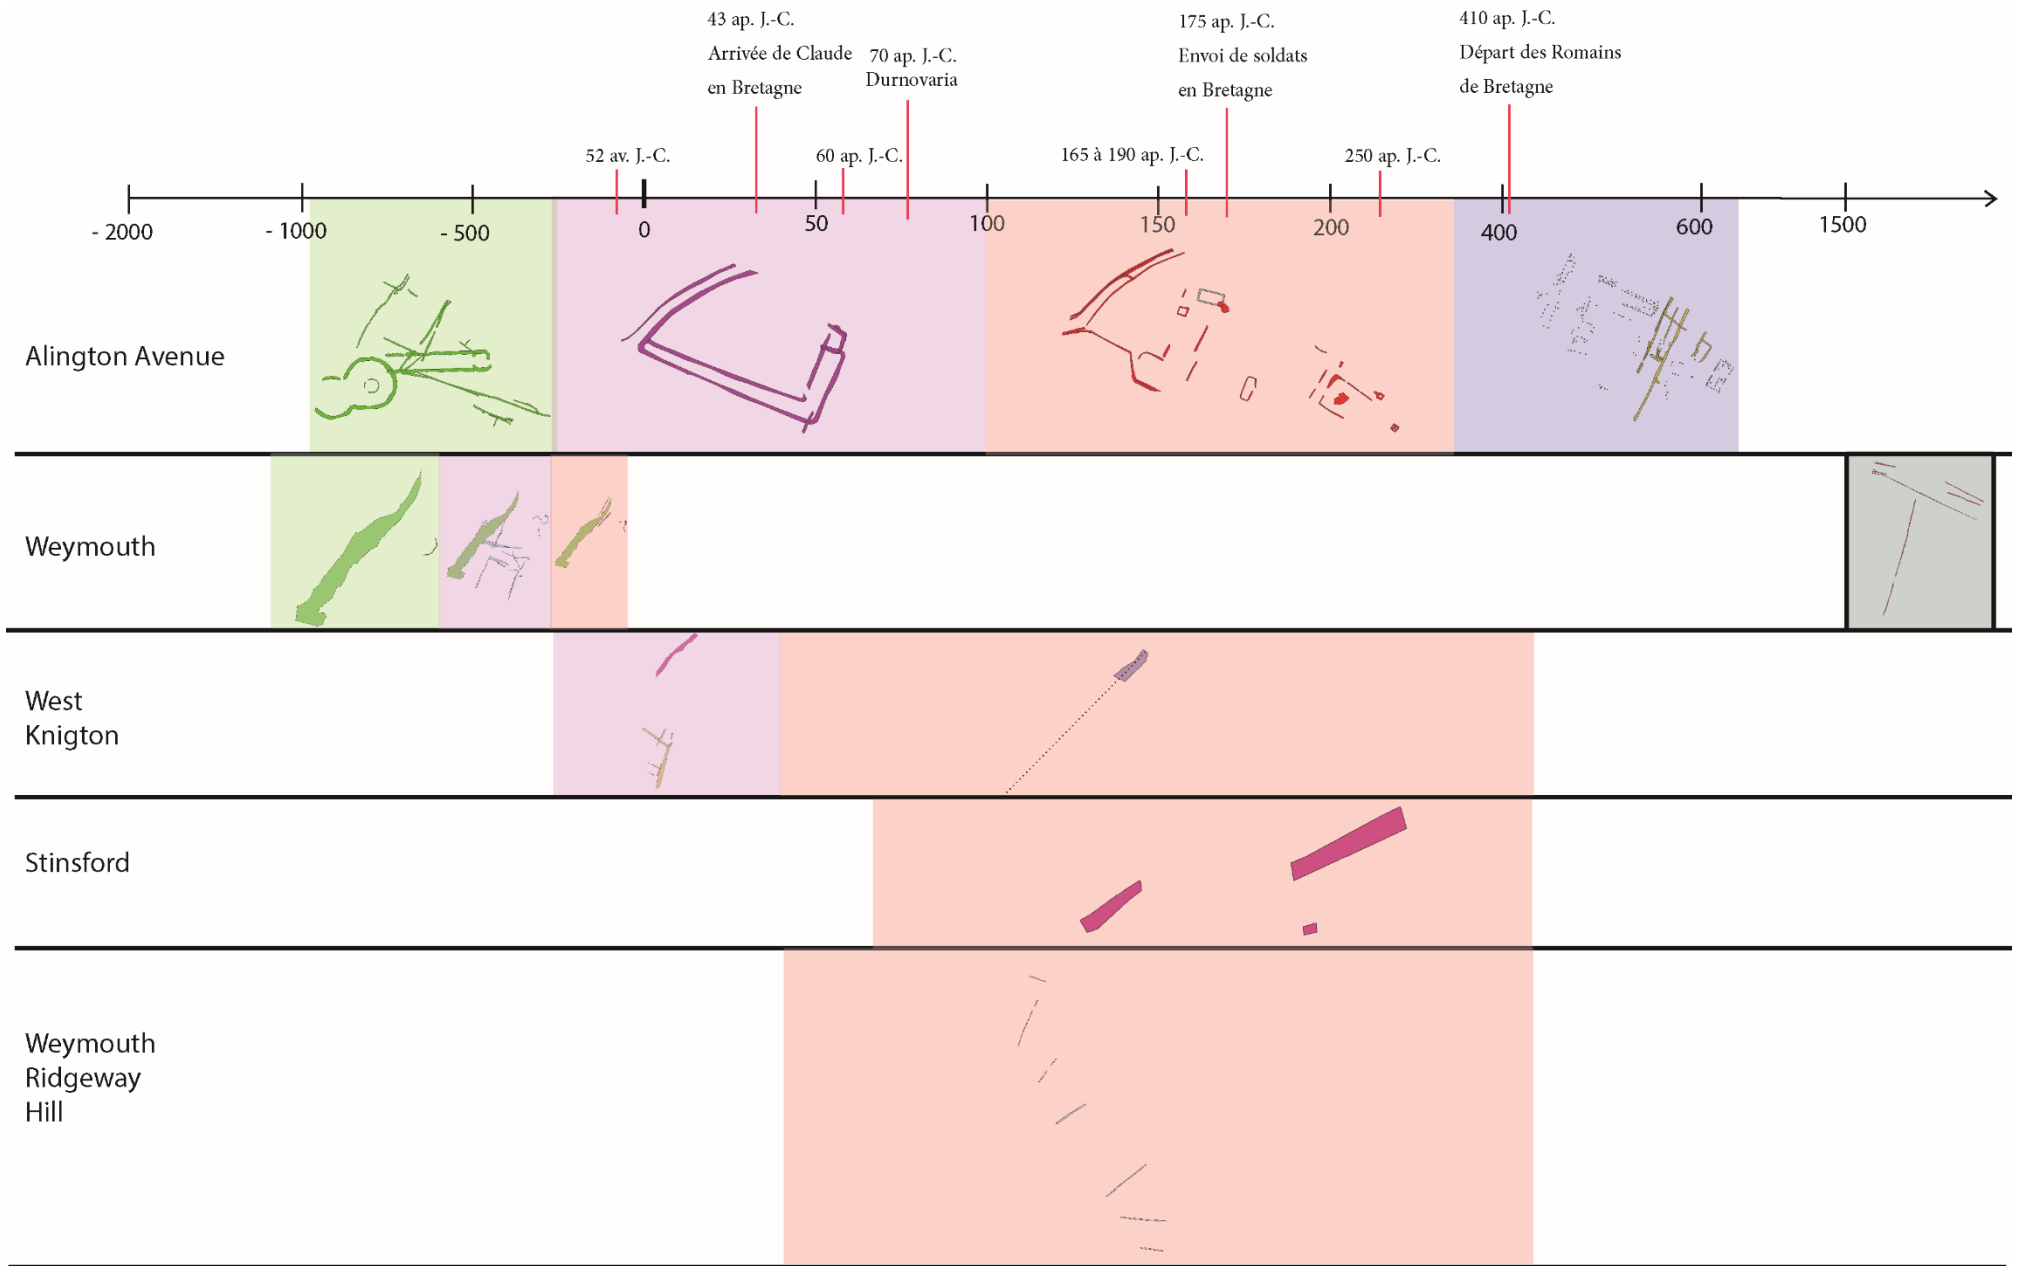 43 ap. J.-C.
Arrivée de Claude
en Bretagne
70 ap. J.-C.
Durnovaria
175 ap. J.-C.
Envoi de soldats
en Bretagne
410 ap. J.-C.
Départ des Romains
de Bretagne
52 av. J.-C.
60 ap. J.-C.
165 à 190 ap. J.-C.
250 ap. J.-C.
- 2000
- 1000
- 500
0
50
100
150
200
400
600
1500
Alington Avenue
Weymouth
West
Knigton
Stinsford
Weymouth
Ridgeway
Hill